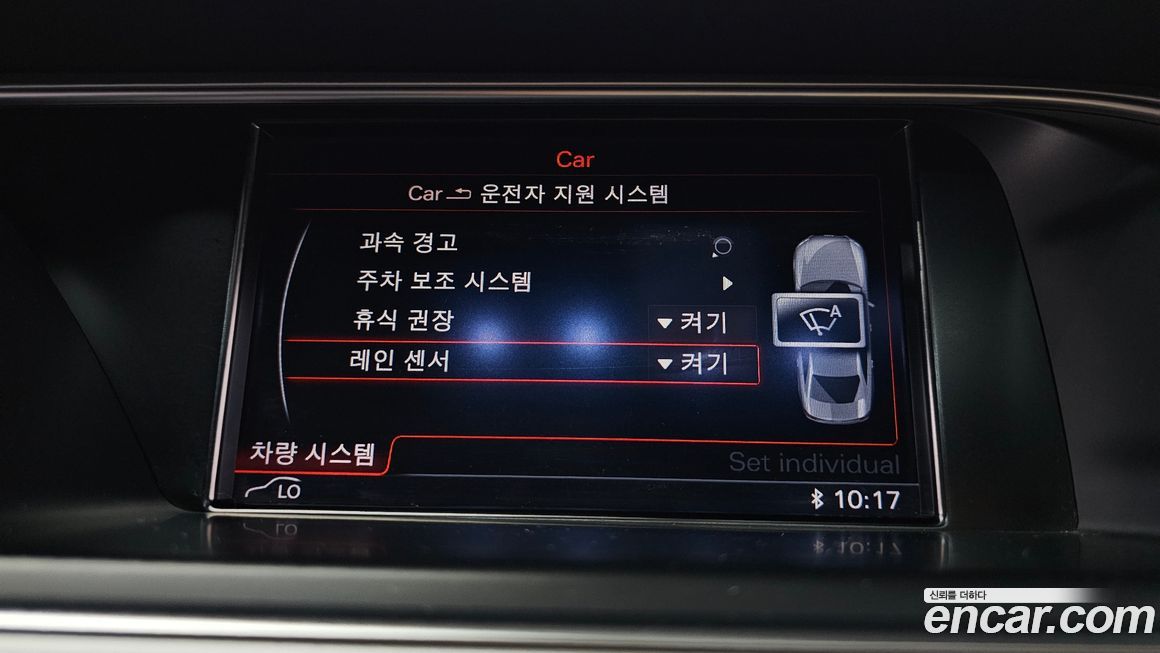 Car
Car 운전자 지원 시스템
과속 경고
주차 보조 시스템
휴식 권장 켜기
레인 센서 켜기
A
차량 시스템
Set individual
LO
10:17
신뢰를 더하다
encar.com